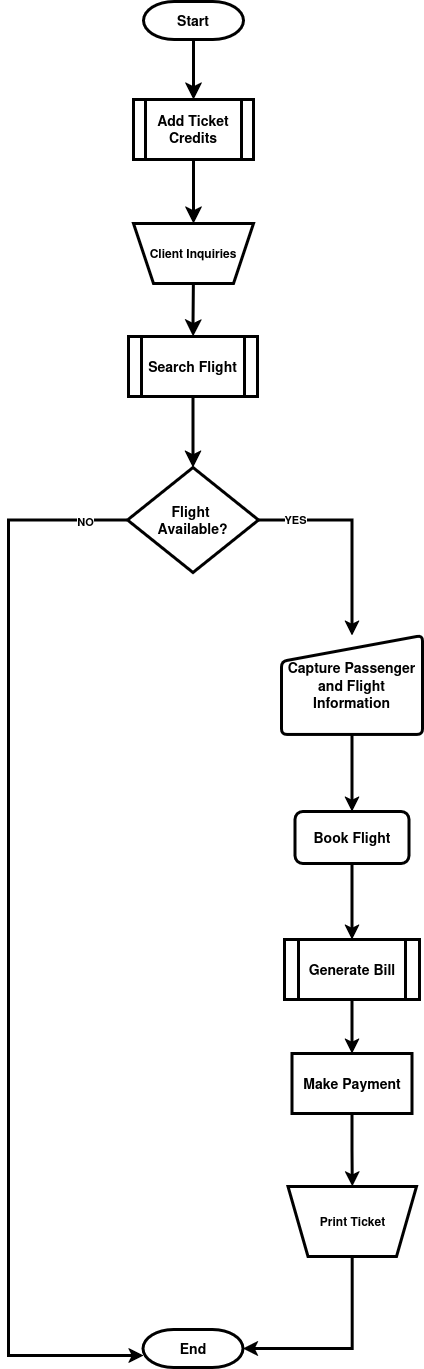 Start
Add Ticket
Credits
Client Inquiries
Search Flight
Flight
Available?
NO
YES
Capture Passenger
and Flight
Information
Book Flight
Generate Bill
Make Payment
Print Ticket
End